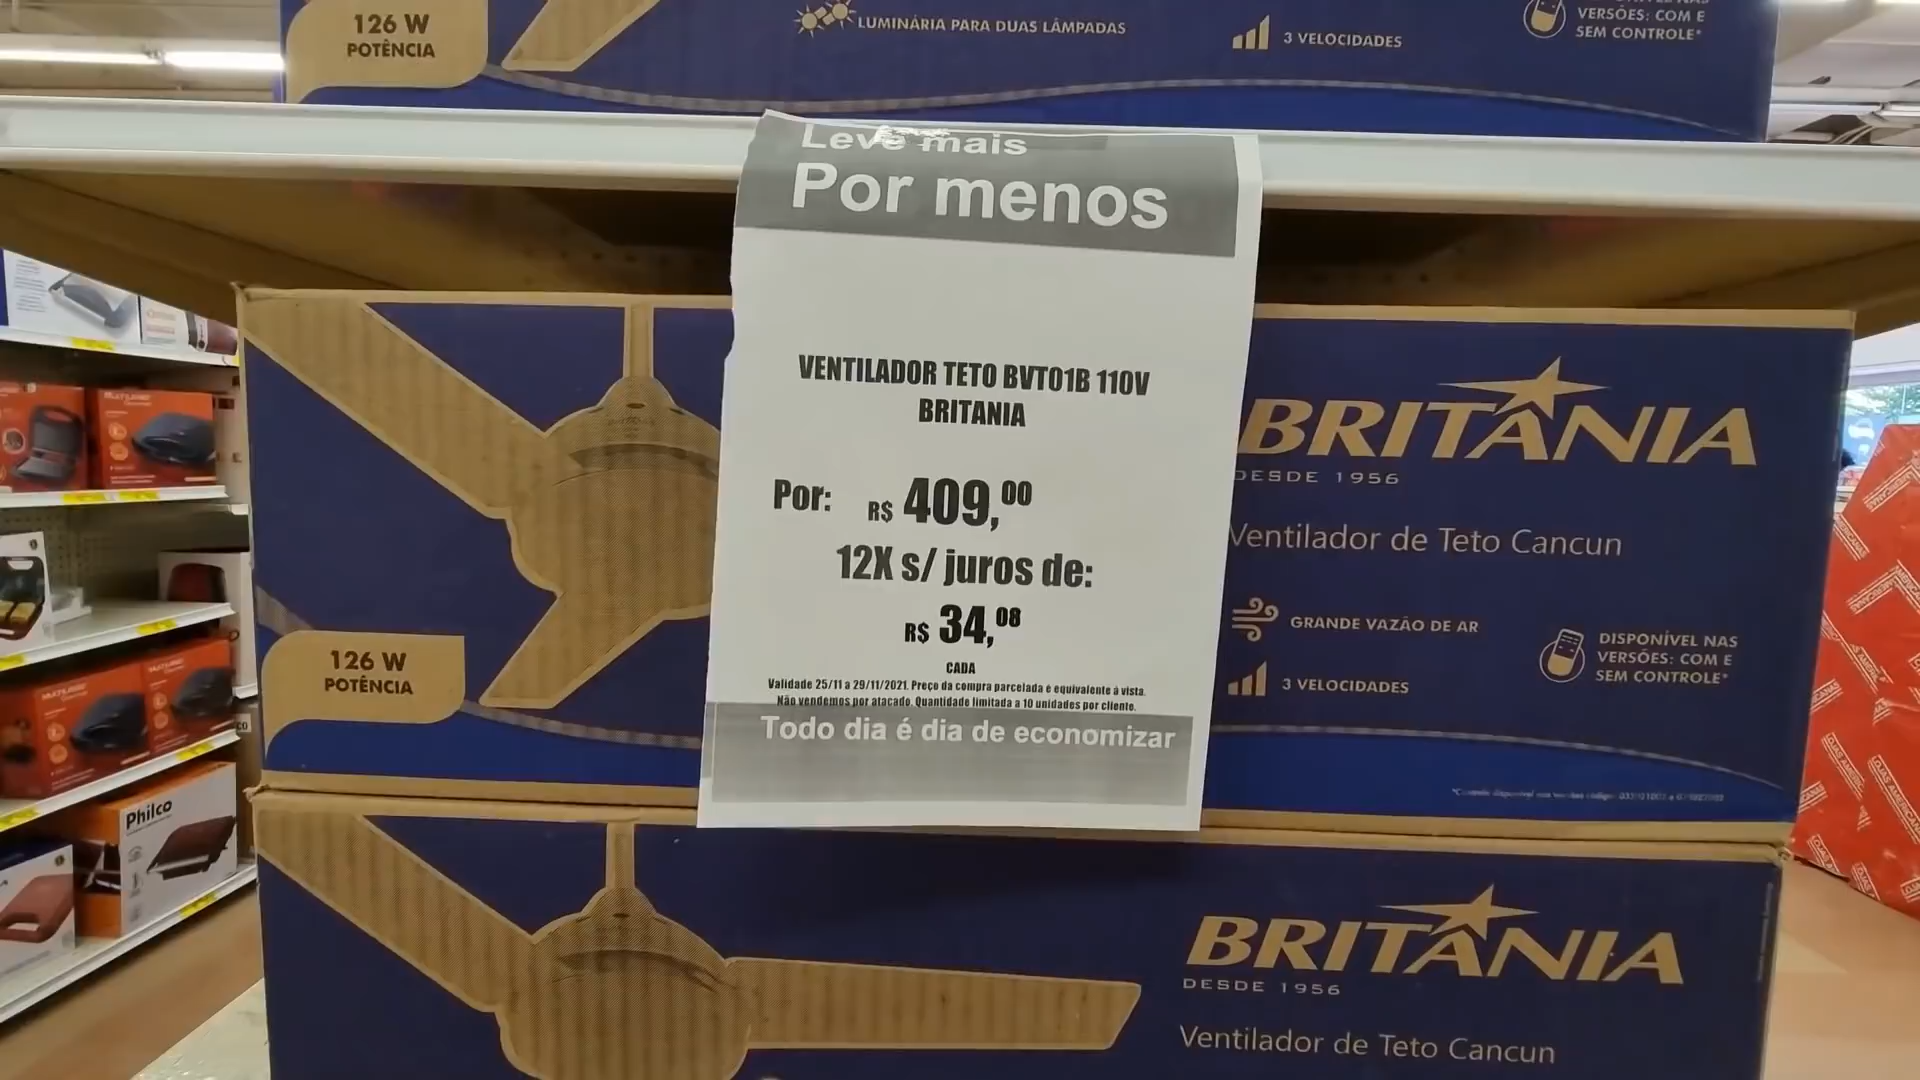 126 W
POTÊNCIA
LUMINÁRIA PARA DUAS LÂMPADAS
3 VELOCIDADES
VERSÕES: COM E
SEM CONTROLE*
Leve mais
Por menos
VENTILADOR TETO BVT01B 110V
BRITANIA
Por: R$ 409,00
12X s/ juros de:
R$ 34,08
CADA
Validade 25/11 a 29/11/2021. Preço da compra parcelada é equivalente á vista.
Não vendemos por atacado. Quantidade limitada a 10 unidades por cliente.
Todo dia é dia de economizar
BRITANIA
DESDE 1956
Ventilador de Teto Cancun
GRANDE VAZÃO DE AR
3 VELOCIDADES
DISPONÍVEL NAS
VERSÕES: COM E
SEM CONTROLE*
126 W
POTÊNCIA
BRITANIA
DESDE 1956
Ventilador de Teto Cancun
Philco